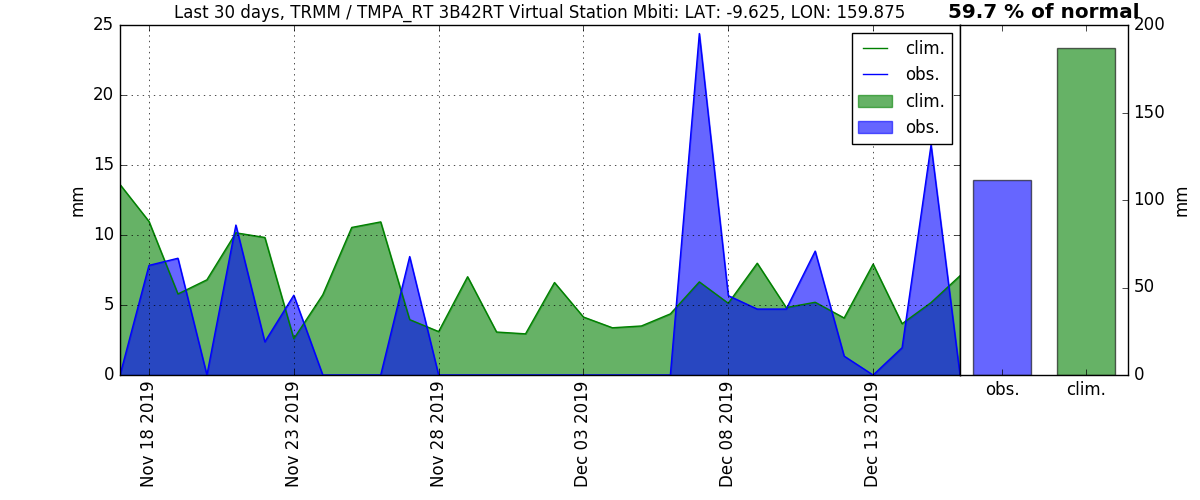 Last 30 days, TRMM / TMPA_RT 3B42RT Virtual Station Mbiti: LAT: -9.625, LON: 159.875
59.7 % of normal
25
20
15
10
5
0
mm
clim.
obs.
clim.
obs.
Nov 18 2019
Nov 23 2019
Nov 28 2019
Dec 03 2019
Dec 08 2019
Dec 13 2019
200
150
100
50
0
mm
obs.
clim.